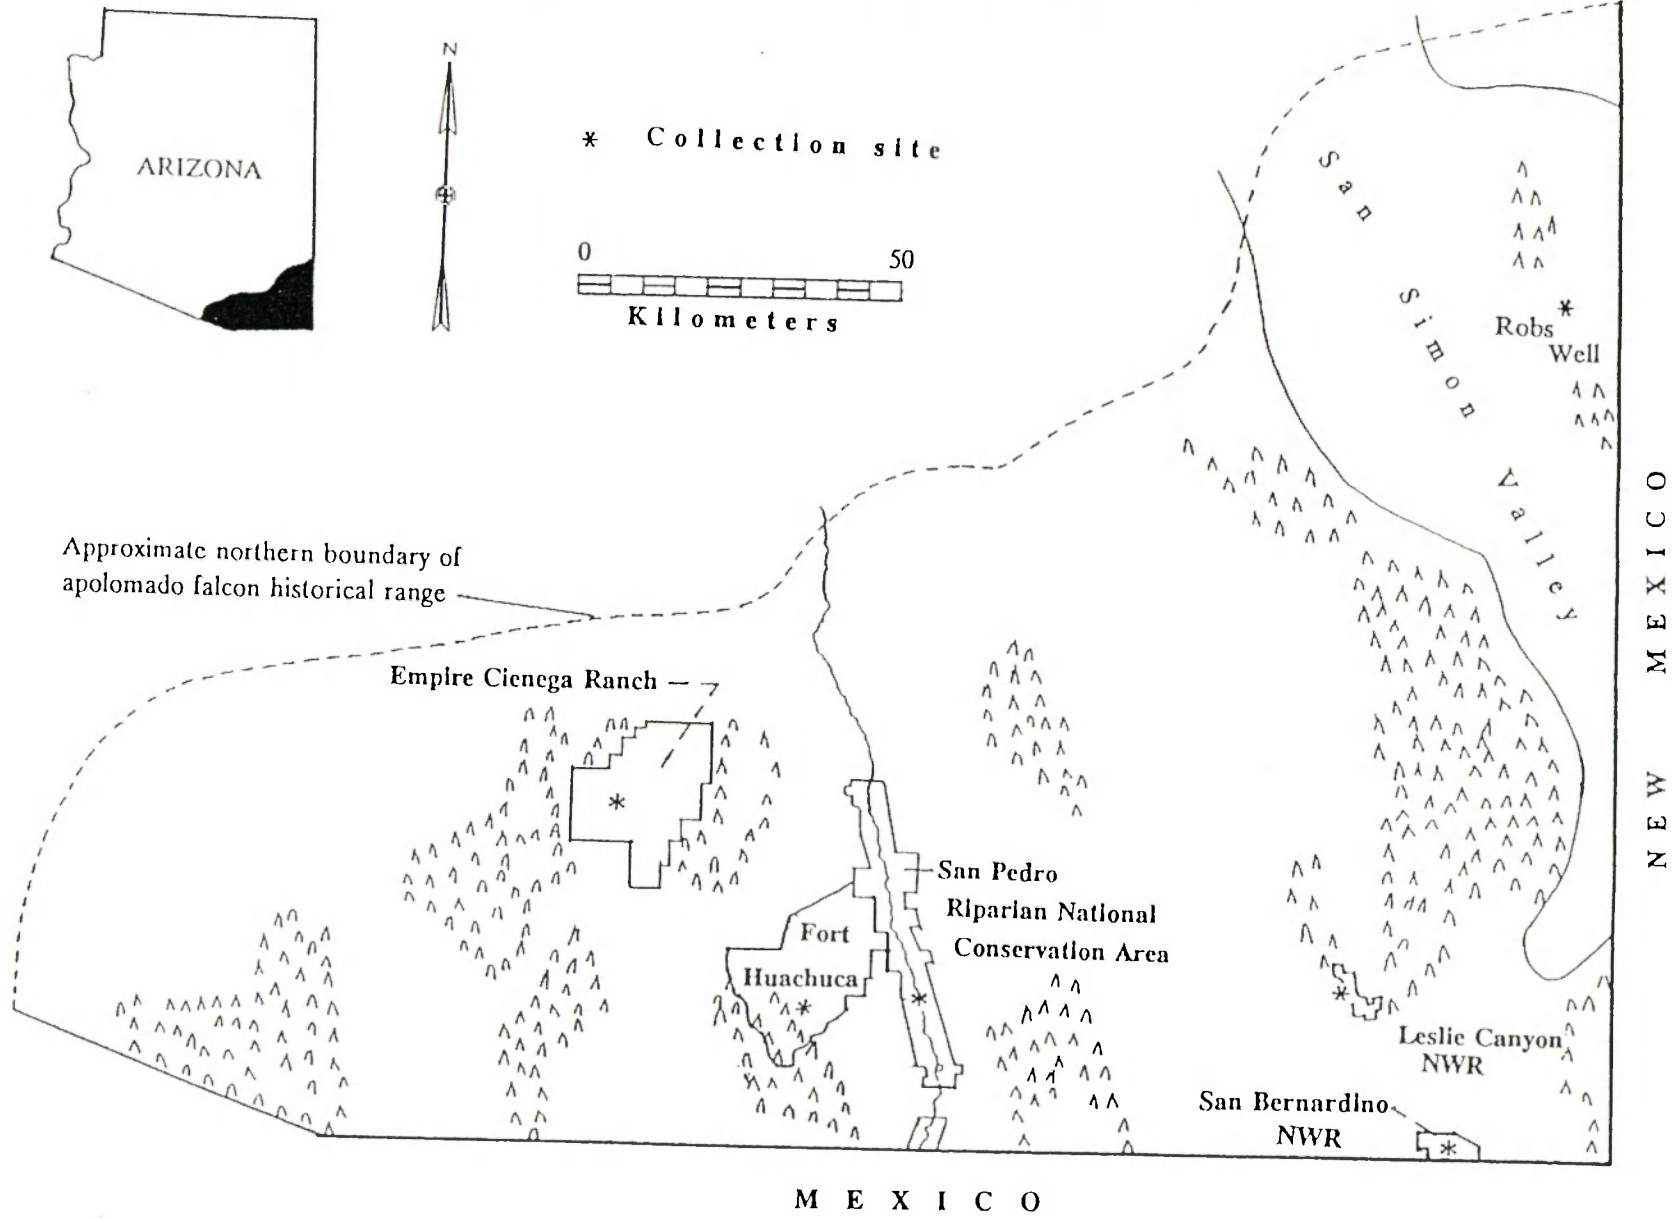 N
ARIZONA
* Collection site
0 50
Kilometers
San Simon Valley
Robs
Well
Approximate northern boundary of
apolomado falcon historical range
Empire Cienega Ranch
San Pedro
Riparian National
Conservation Area
Fort
Huachuca
Leslie Canyon
NWR
San Bernardino
NWR
NEW MEXICO
MEXICO